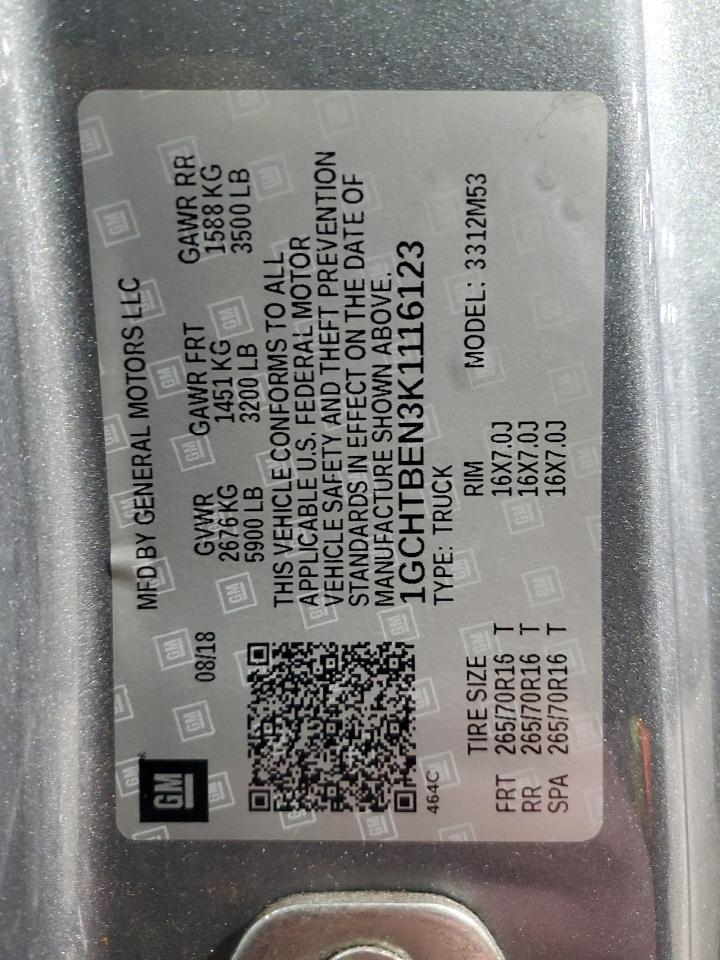 GM
MFD BY GENERAL MOTORS LLC
08/18
GVWR GAWR FRT GAWR RR
2676 KG 1451 KG 1588 KG
5900 LB 3200 LB 3500 LB
THIS VEHICLE CONFORMS TO ALL
APPLICABLE U.S. FEDERAL MOTOR
VEHICLE SAFETY AND THEFT PREVENTION
STANDARDS IN EFFECT ON THE DATE OF
MANUFACTURE SHOWN ABOVE.
1GCHTBEN3K1116123
464C
TYPE: TRUCK
MODEL: 3312M53
TIRE SIZE RIM
FRT 265/70R16 T 16X7.0J
RR 265/70R16 T 16X7.0J
SPA 265/70R16 T 16X7.0J